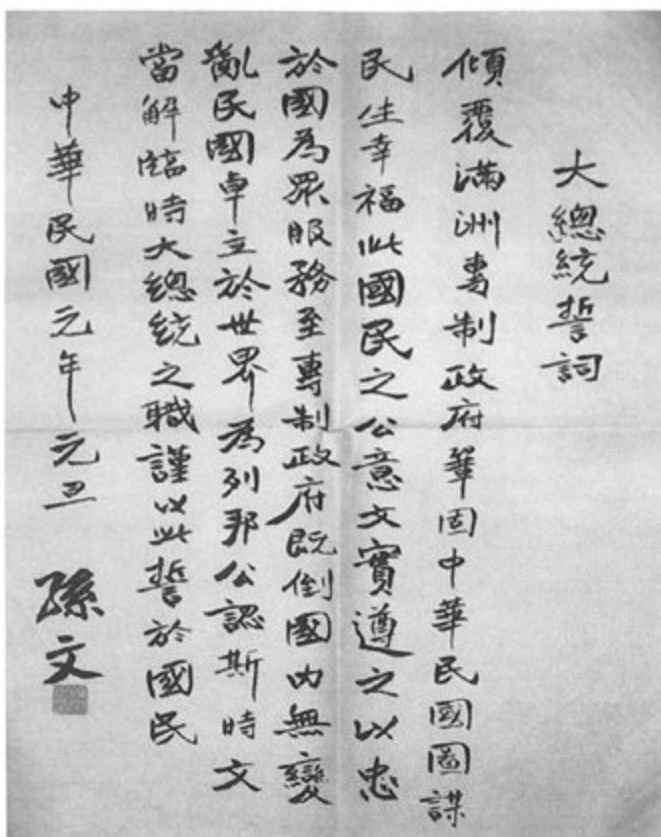 大總統誓詞
傾覆滿洲専制政府鞏固中華民國圖謀
民生幸福此國民之公意文實遵之以忠
於國為眾服務至專制政府既倒國內無變
亂民國卓立於世界為列邦公認斯時文
當解臨時大總統之職謹以此誓於國民
中華民國元年元旦
孫文